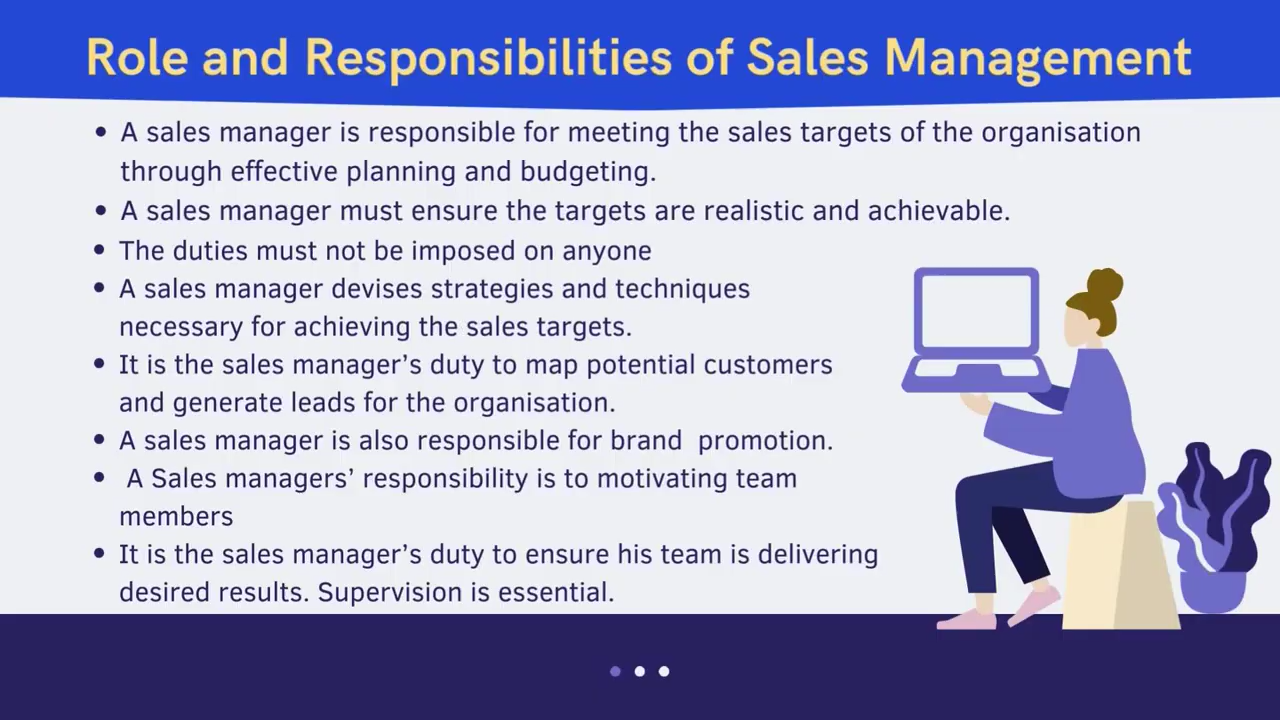 Role and Responsibilities of Sales Management
• A sales manager is responsible for meeting the sales targets of the organisation
through effective planning and budgeting.
• A sales manager must ensure the targets are realistic and achievable.
• The duties must not be imposed on anyone
• A sales manager devises strategies and techniques
necessary for achieving the sales targets.
• It is the sales manager’s duty to map potential customers
and generate leads for the organisation.
• A sales manager is also responsible for brand  promotion.
•  A Sales managers’ responsibility is to motivating team
members
• It is the sales manager’s duty to ensure his team is delivering
desired results. Supervision is essential.